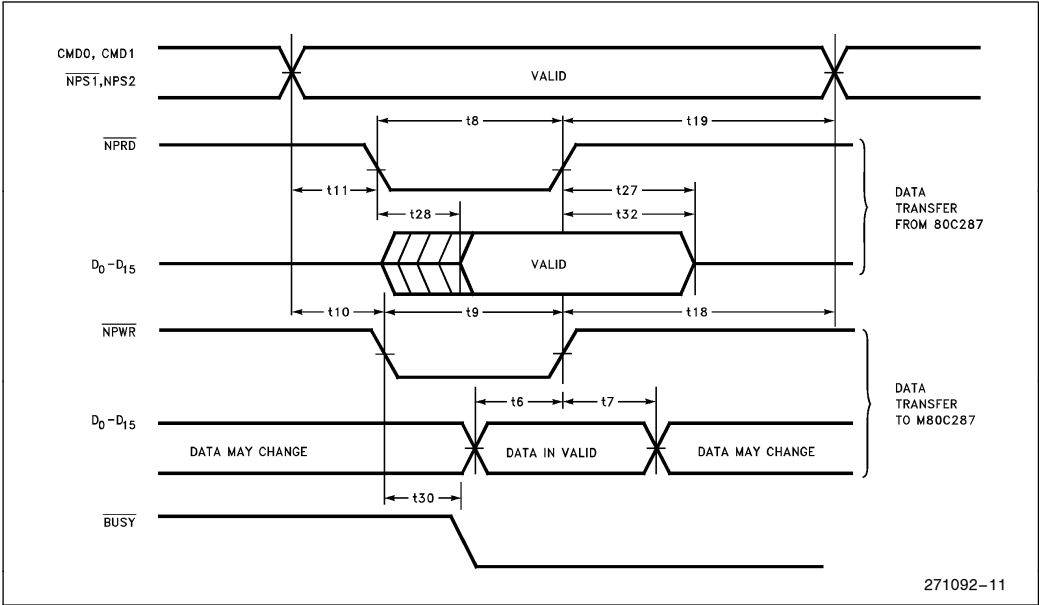 CMD0, CMD1
NPS1,NPS2
VALID
t8
t19
NPRD
t11
t27
t28
t32
DATA
TRANSFER
FROM 80C287
D0–D15
VALID
t10
t9
t18
NPWR
t6
t7
DATA
TRANSFER
TO M80C287
D0–D15
DATA MAY CHANGE
DATA IN VALID
DATA MAY CHANGE
t30
BUSY
271092–11